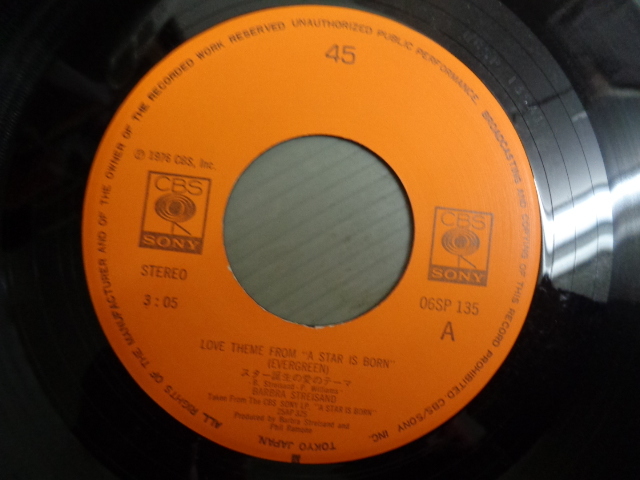 ALL RIGHTS OF THE MANUFACTURER AND OF THE OWNER OF THE RECORDED WORK RESERVED UNAUTHORIZED PUBLIC PERFORMANCE, BROADCASTING AND COPYING OF THIS RECORD PROHIBITED CBS/SONY INC.
TOKYO JAPAN
45
Ⓟ 1976 CBS, Inc.
CBS
SONY
CBS
SONY
STEREO
3:05
06SP 135
A
LOVE THEME FROM "A STAR IS BORN"
(EVERGREEN)
スター誕生の愛のテーマ
B. Streisand - P. Williams
BARBRA STREISAND
Taken From The CBS SONY LP. "A STAR IS BORN"
Produced by Barbra Streisand and
Phil Ramone